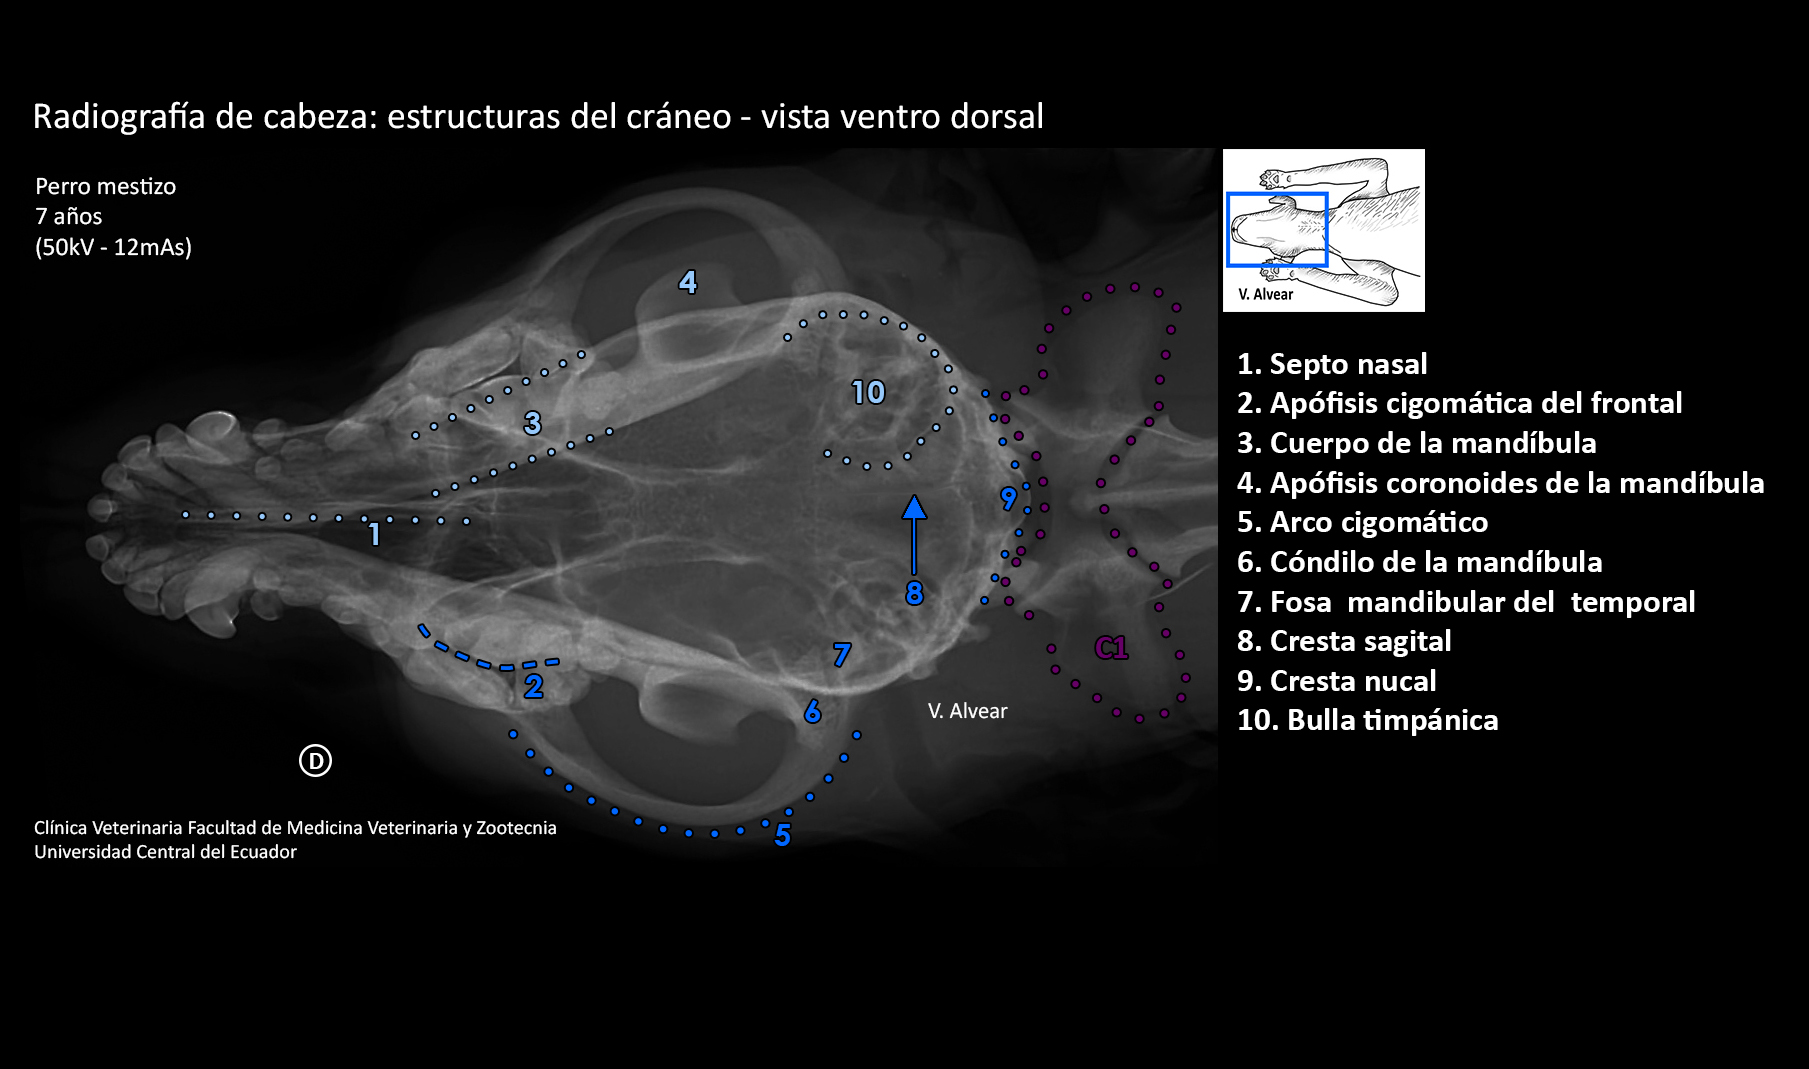 Radiografía de cabeza: estructuras del cráneo - vista ventro dorsal
Perro mestizo
7 años
(50kV - 12mAs)
V. Alvear
1. Septo nasal
2. Apófisis cigomática del frontal
3. Cuerpo de la mandíbula
4. Apófisis coronoides de la mandíbula
5. Arco cigomático
6. Cóndilo de la mandíbula
7. Fosa  mandibular del  temporal
8. Cresta sagital
9. Cresta nucal
10. Bulla timpánica
4
10
3
9
1
8
C1
7
2
6
V. Alvear
D
5
Clínica Veterinaria Facultad de Medicina Veterinaria y Zootecnia
Universidad Central del Ecuador